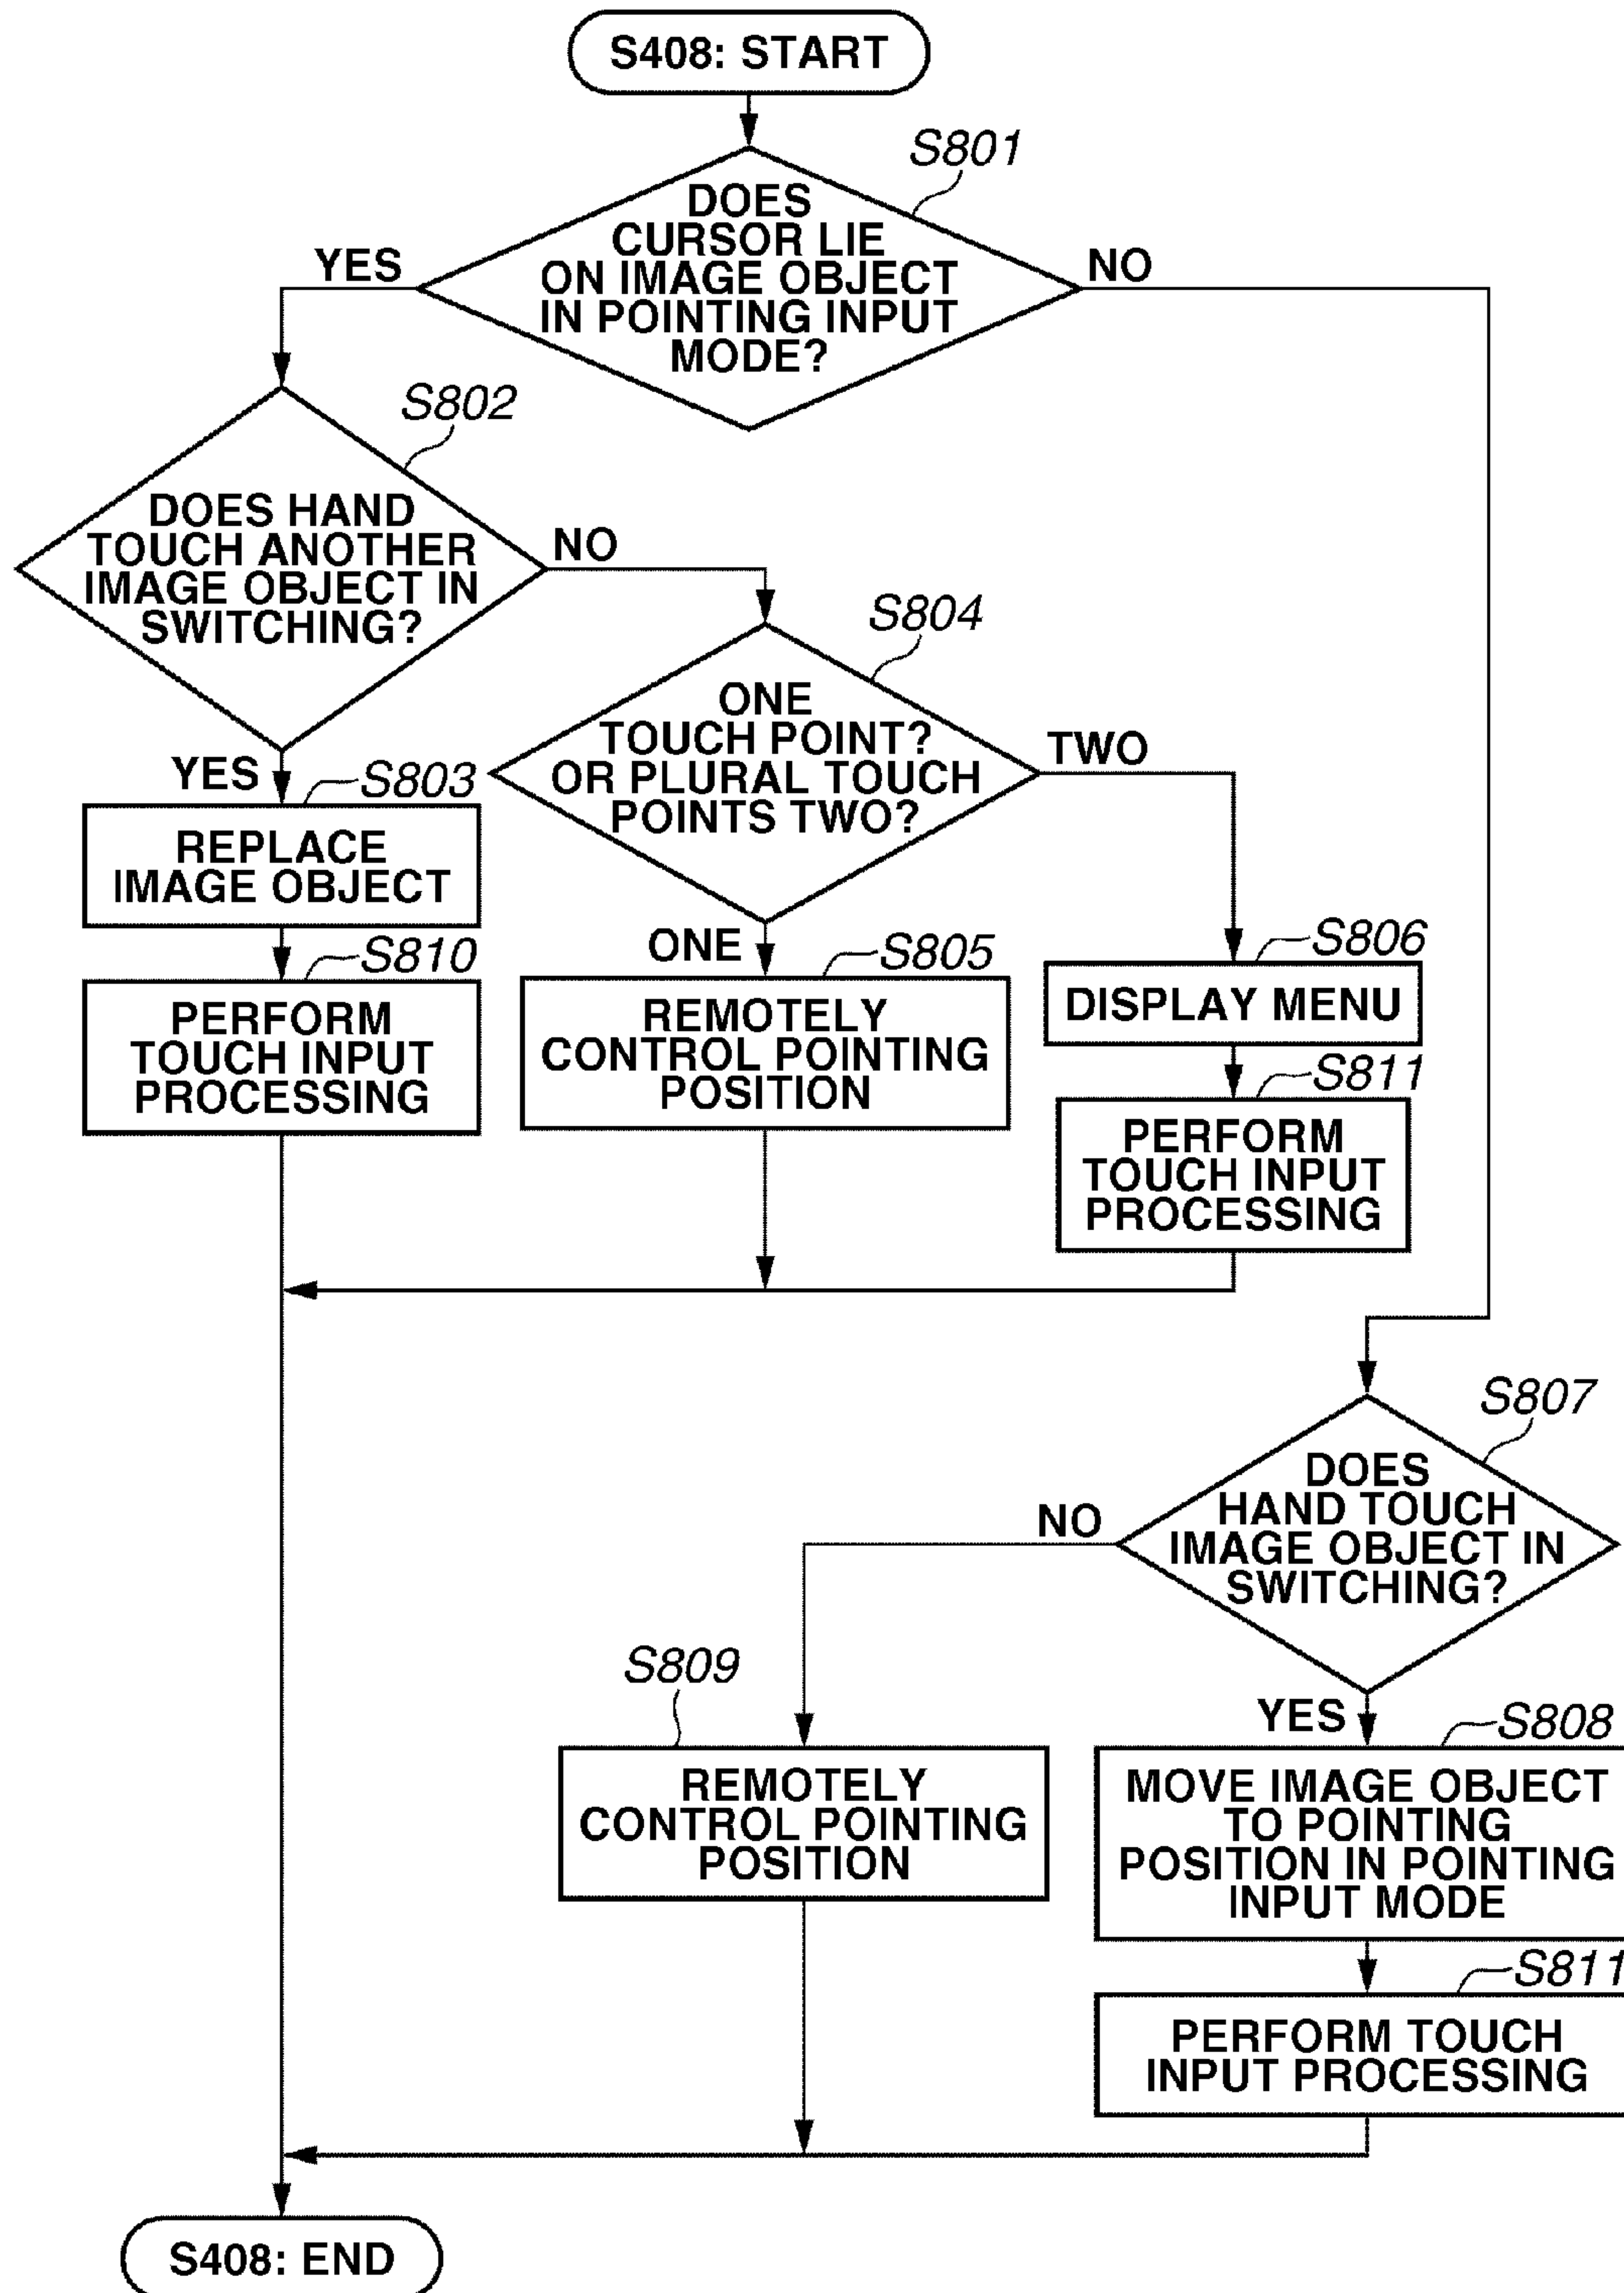 S408: START
S801
DOES
CURSOR LIE
ON IMAGE OBJECT
IN POINTING INPUT
MODE?
YES
NO
S802
DOES HAND
TOUCH ANOTHER
IMAGE OBJECT IN
SWITCHING?
NO
YES
S804
ONE
TOUCH POINT?
OR PLURAL TOUCH
POINTS TWO?
TWO
ONE
S803
REPLACE
IMAGE OBJECT
S810
PERFORM
TOUCH INPUT
PROCESSING
S805
REMOTELY
CONTROL POINTING
POSITION
S806
DISPLAY MENU
S811
PERFORM
TOUCH INPUT
PROCESSING
S807
DOES
HAND TOUCH
IMAGE OBJECT IN
SWITCHING?
NO
YES
S809
REMOTELY
CONTROL POINTING
POSITION
S808
MOVE IMAGE OBJECT
TO POINTING
POSITION IN POINTING
INPUT MODE
S811
PERFORM TOUCH
INPUT PROCESSING
S408: END